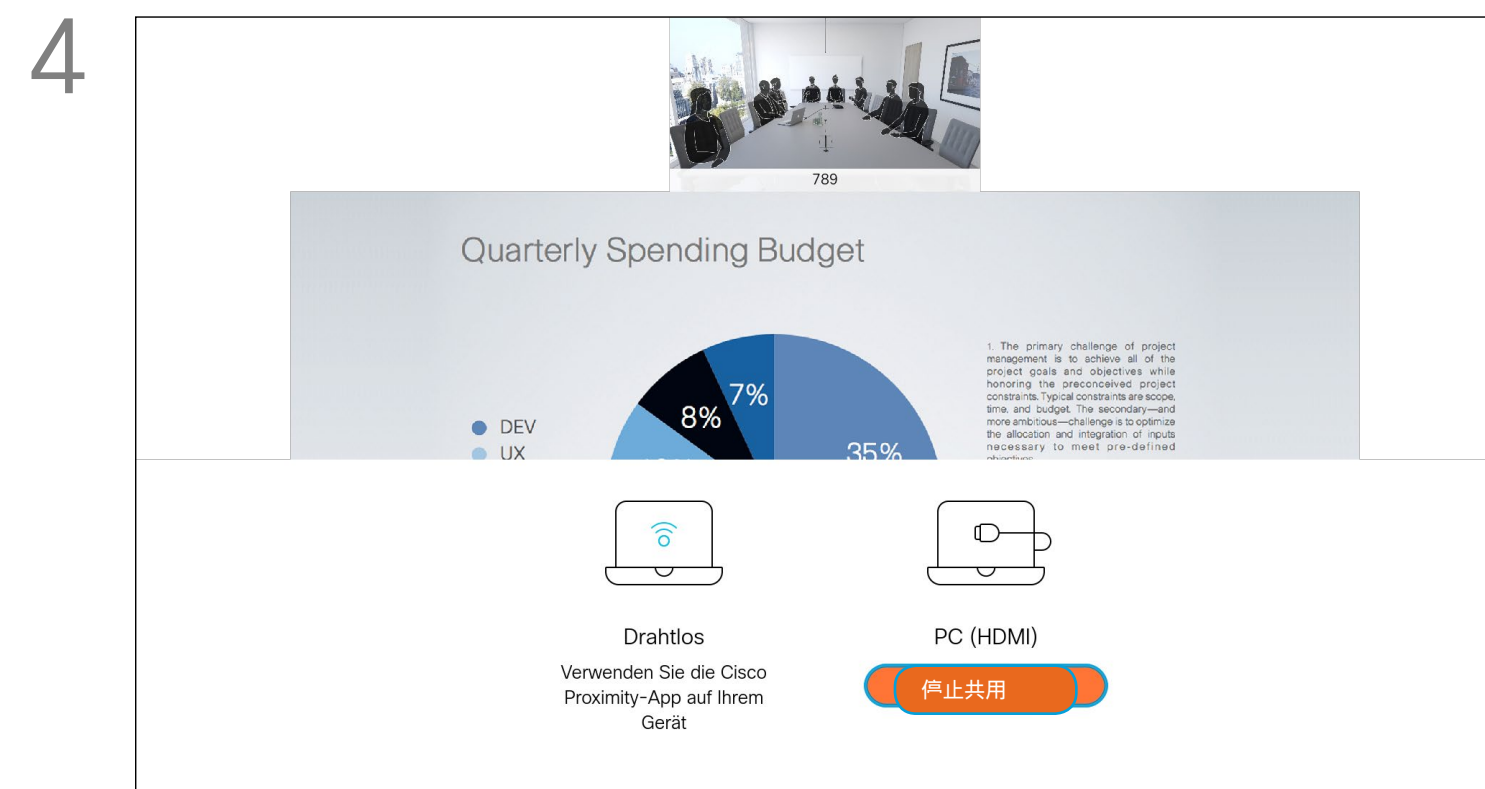 4
789
Quarterly Spending Budget
1. The primary challenge of project
management is to achieve all of the
project goals and objectives while
honoring the preconceived project
constraints. Typical constraints are scope,
time, and budget. The secondary—and
more ambitious—challenge is to optimize
the allocation and integration of inputs
necessary to meet pre-defined
objectives.
7%
8%
35%
DEV
UX
Drahtlos
Verwenden Sie die Cisco
Proximity-App auf Ihrem
Gerät
PC (HDMI)
停止共用